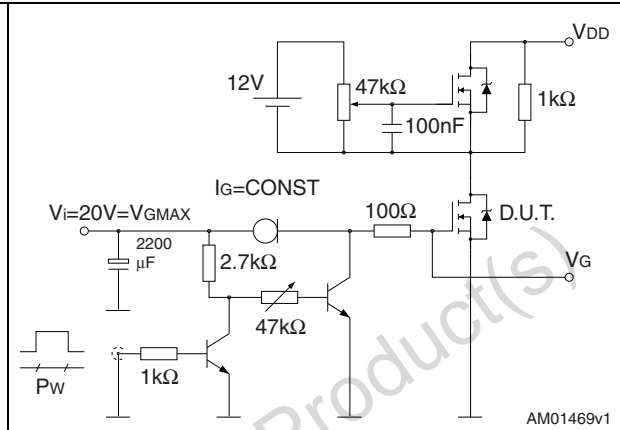 VDD
12V
47kΩ
1kΩ
100nF
IG=CONST
Vi=20V=VGMAX
100Ω
D.U.T.
2200
μF
2.7kΩ
VG
47kΩ
1kΩ
PW
Product(s)
AM01469v1